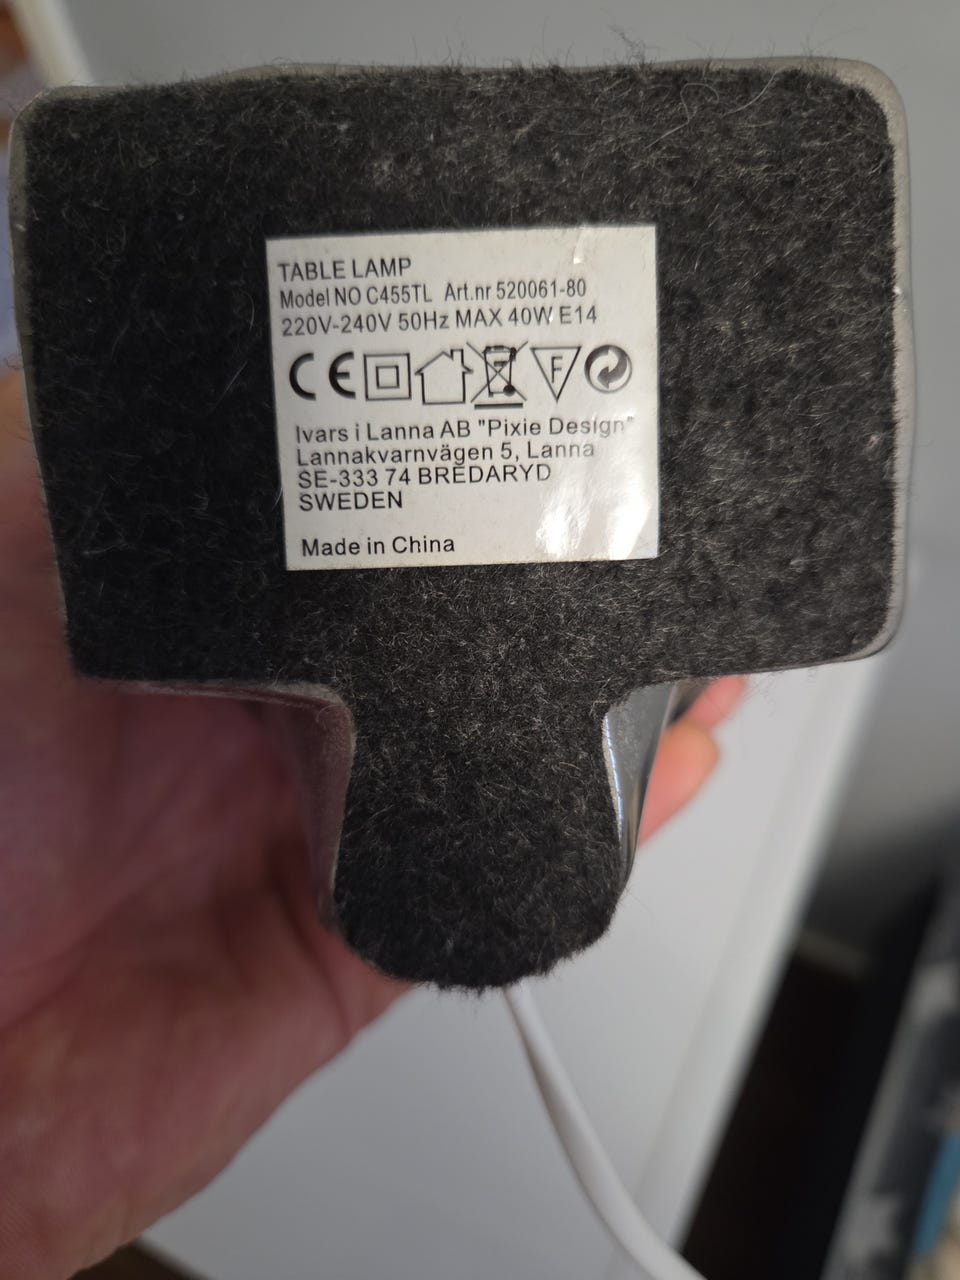 TABLE LAMP
Model NO C455TL Art.nr 520061-80
220V-240V 50Hz MAX 40W E14
CE F
Ivars i Lanna AB "Pixie Design"
Lannakvarnvägen 5, Lanna
SE-333 74 BREDARYD
SWEDEN
Made in China